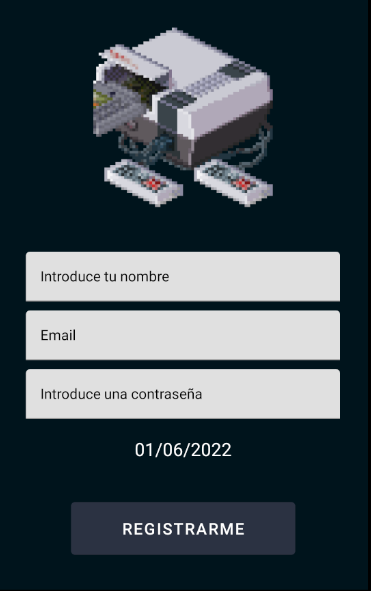 Introduce tu nombre
Email
Introduce una contraseña
01/06/2022
REGISTRARME